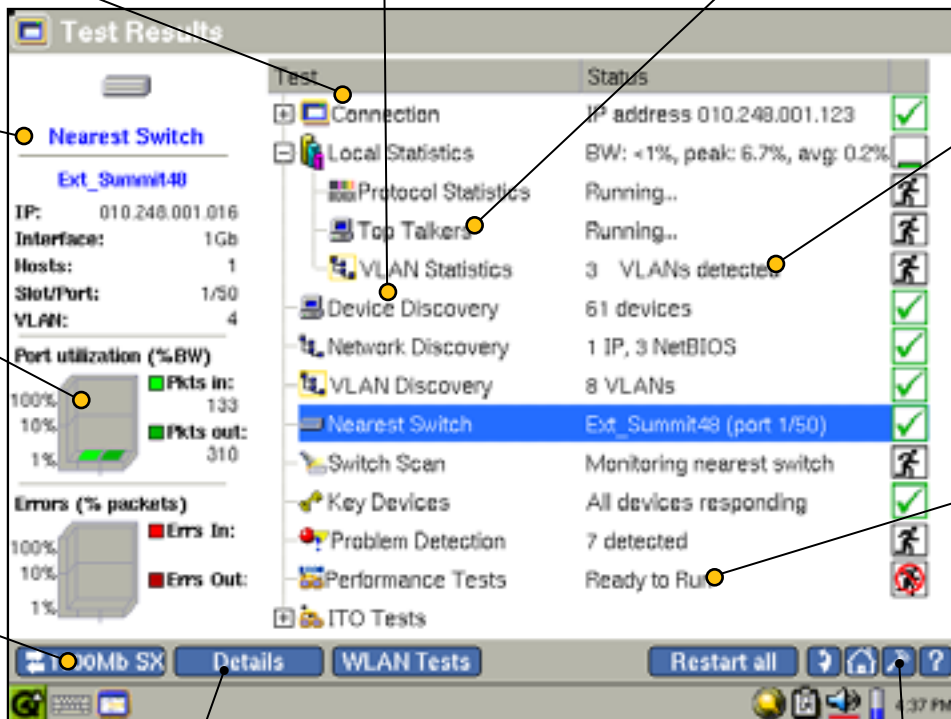 Test Results
Nearest Switch
Ext_Summit48
IP: 010.248.001.016
Interface: 1Gb
Hosts: 1
Slot/Port: 1/50
VLAN: 4
Port utilization (%BW)
100%
10%
1%
Pkts in:
133
Pkts out:
310
Errors (% packets)
100%
10%
1%
Errs In:
Errs Out:
Test Status
Connection IP address 010.248.001.123
Local Statistics BW: <1%, peak: 6.7%, avg: 0.2%
Protocol Statistics Running...
Top Talkers Running...
VLAN Statistics 3 VLANs detected
Device Discovery 61 devices
Network Discovery 1 IP, 3 NetBIOS
VLAN Discovery 8 VLANs
Nearest Switch Ext_Summit48 (port 1/50)
Switch Scan Monitoring nearest switch
Key Devices All devices responding
Problem Detection 7 detected
Performance Tests Ready to Run
ITO Tests
1000Mb SX Details WLAN Tests Restart all ?
4:37 PM